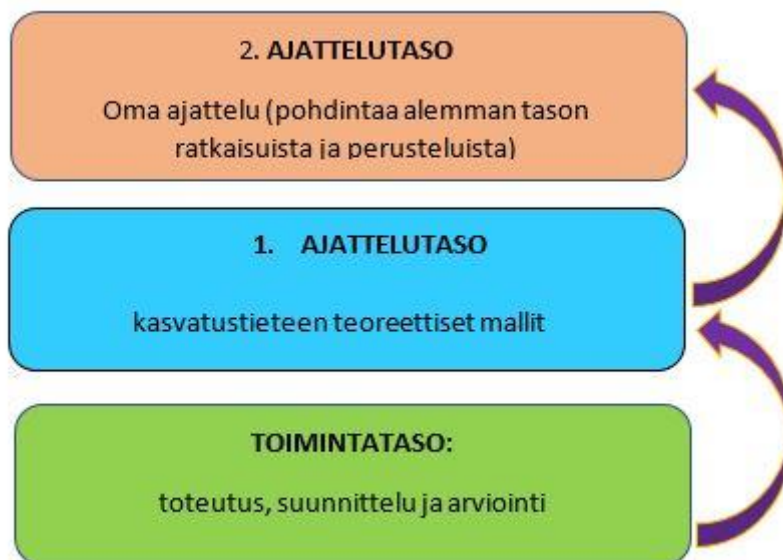 2. AJATTELUTASO
Oma ajattelu (pohdintaa alemman tason
ratkaisuista ja perusteluista)
1. AJATTELUTASO
kasvatustieteen teoreettiset mallit
TOIMINTATASO:
toteutus, suunnittelu ja arviointi